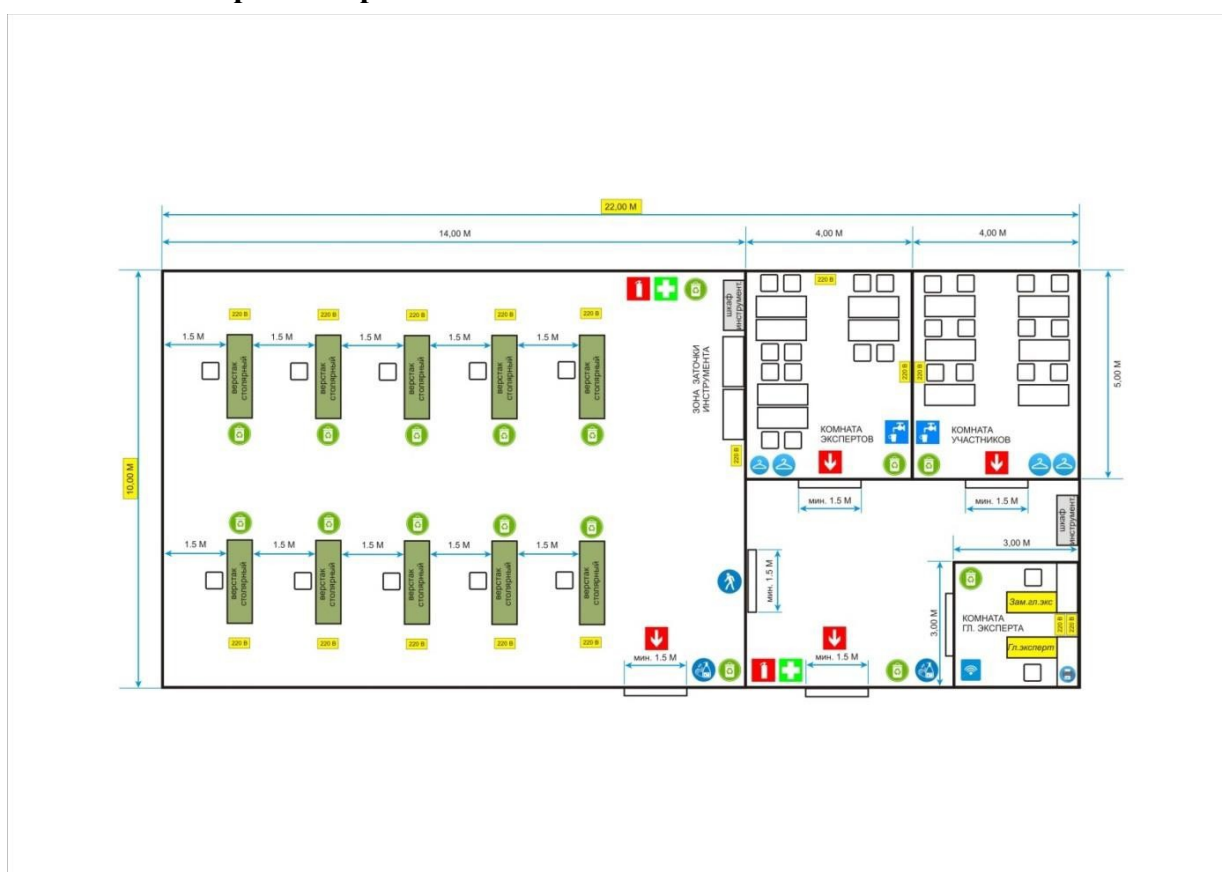 22,00 М
14,00 М
4,00 М
4,00 М
220 В
220 В
220 В
220 В
220 В
220 В
шкаф
инструмент.
1.5 М
1.5 М
1.5 М
1.5 М
1.5 М
верстак
столярный
верстак
столярный
верстак
столярный
верстак
столярный
верстак
столярный
ЗОНА ЗАТОЧКИ
ИНСТРУМЕНТА
220 В
220 В
220 В
5,00 М
КОМНАТА
ЭКСПЕРТОВ
КОМНАТА
УЧАСТНИКОВ
10,00 М
мин. 1.5 М
мин. 1.5 М
шкаф
инструмент.
1.5 М
1.5 М
1.5 М
1.5 М
1.5 М
верстак
столярный
верстак
столярный
верстак
столярный
верстак
столярный
верстак
столярный
мин. 1.5 М
3,00 М
3,00 М
Зам.гл.экс
КОМНАТА
ГЛ. ЭКСПЕРТА
220 В
220 В
Гл.эксперт
220 В
220 В
220 В
220 В
220 В
мин. 1.5 М
мин. 1.5 М